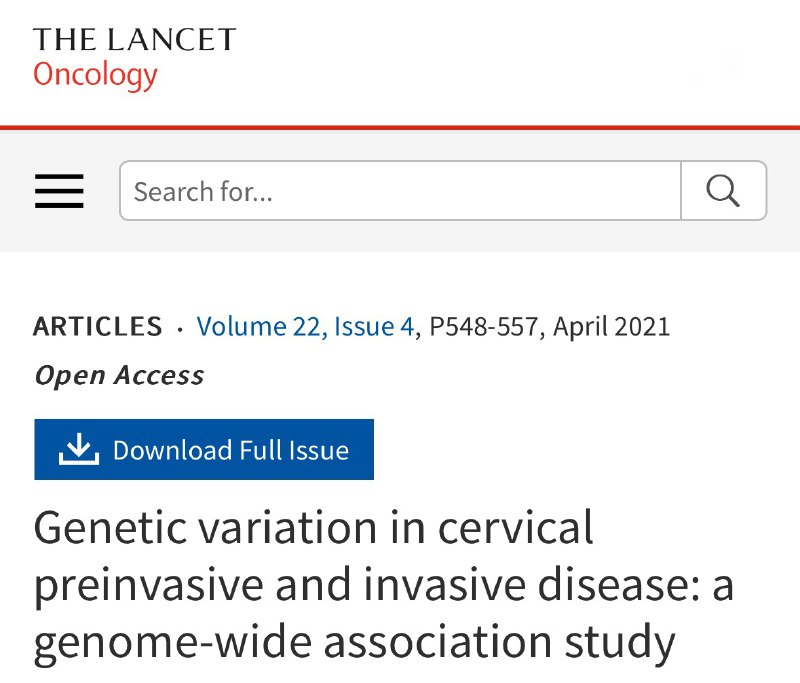 THE LANCET
Oncology
Search for...
ARTICLES · Volume 22, Issue 4, P548-557, April 2021
Open Access
Download Full Issue
Genetic variation in cervical
preinvasive and invasive disease: a
genome-wide association study